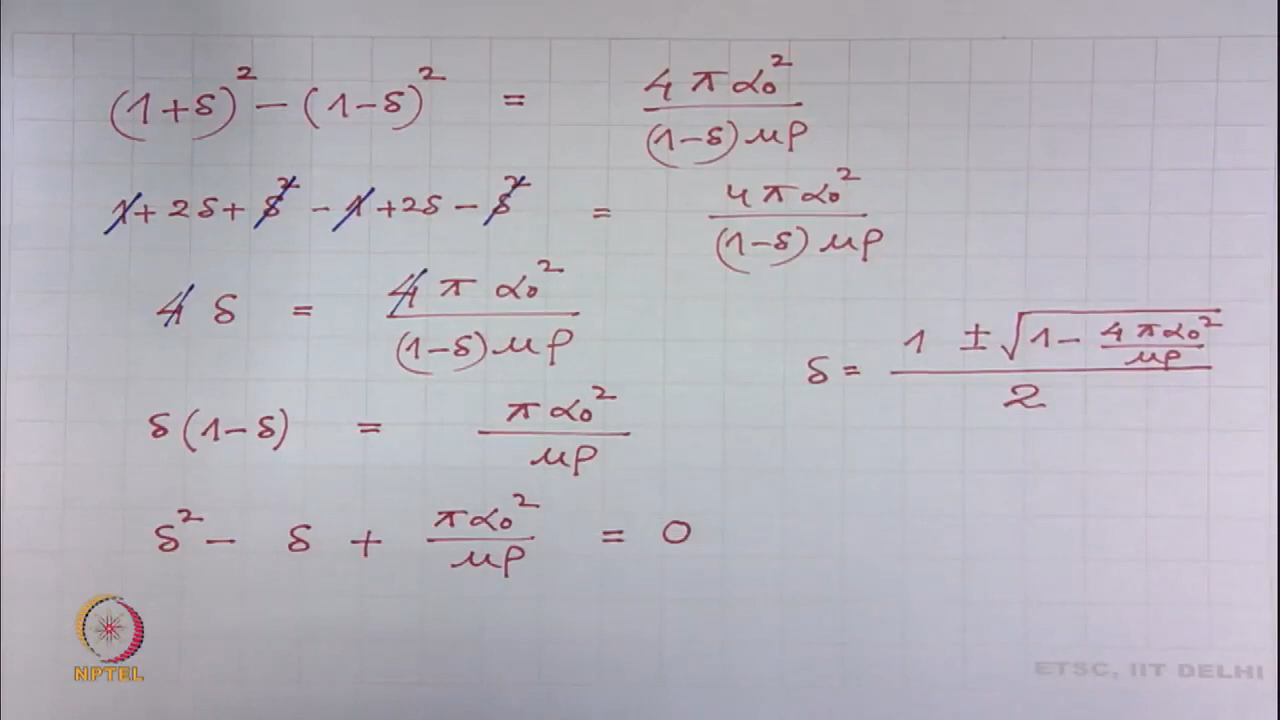 (1+δ)² − (1−δ)² = 4πα₀² / (1−δ)μρ
1 + 2δ + δ² − 1 + 2δ − δ² = 4πα₀² / (1−δ)μρ
4 δ = 4πα₀² / (1−δ)μρ
δ = (1 ± √(1 − 4πα₀²/μρ)) / 2
δ(1−δ) = πα₀² / μρ
δ² − δ + πα₀²/μρ = 0
NPTEL
ETSC, IIT DELHI